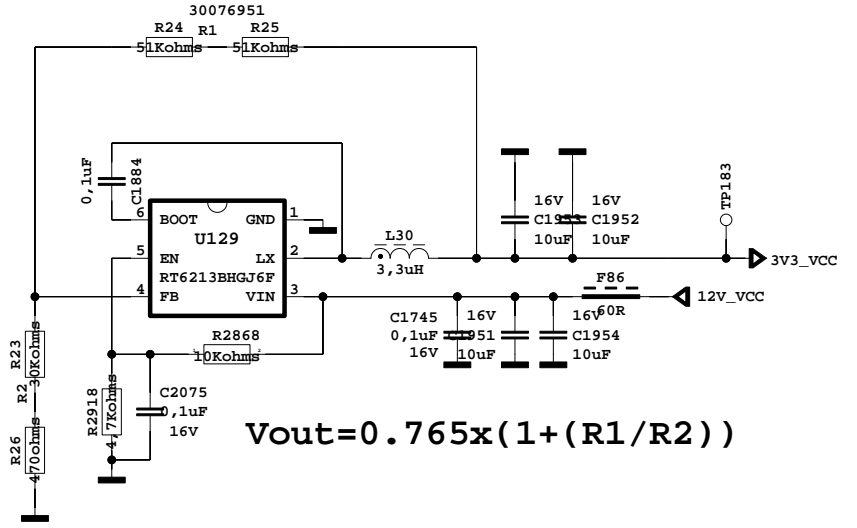 30076951
R24 R1 R25
51Kohms 51Kohms
0,1uF
C1884
6 BOOT GND 1
U129
5 EN LX 2
RT6213BHGJ6F
4 FB VIN 3
L30
3,3uH
16V 16V
C1953 C1952
10uF 10uF
TP183
3V3_VCC
F86
60R
12V_VCC
C1745 16V 16V
0,1uF C1951 C1954
16V 10uF 10uF
R2868
10Kohms
R23
30Kohms
R2
R26
470ohms
R2918
4,7Kohms
C2075
0,1uF
16V
Vout=0.765x(1+(R1/R2))